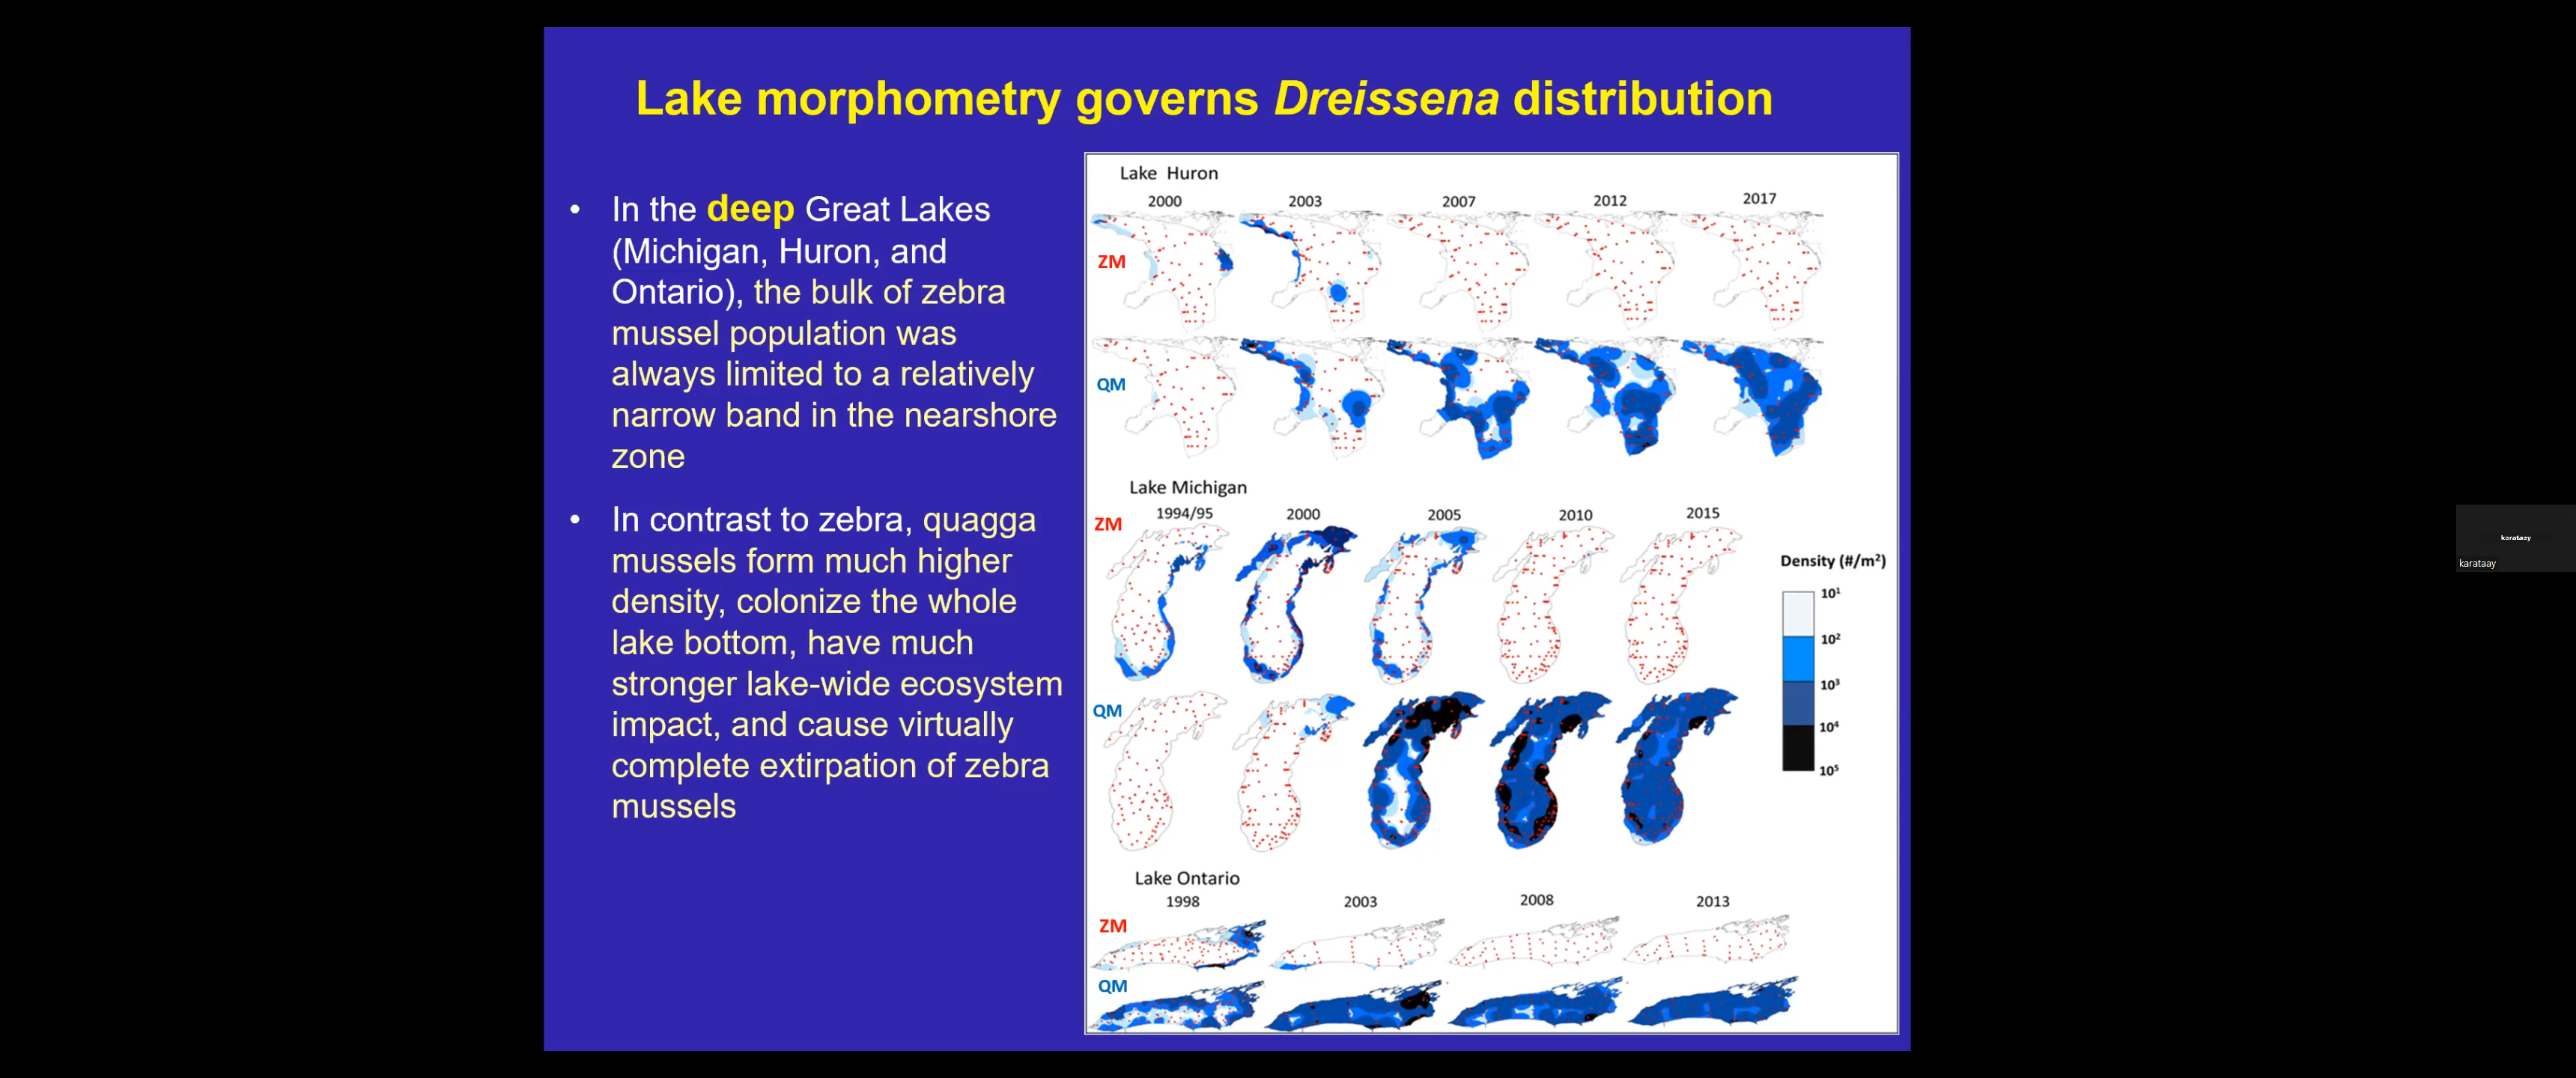 Lake morphometry governs Dreissena distribution
• In the deep Great Lakes
(Michigan, Huron, and
Ontario), the bulk of zebra
mussel population was
always limited to a relatively
narrow band in the nearshore
zone
• In contrast to zebra, quagga
mussels form much higher
density, colonize the whole
lake bottom, have much
stronger lake-wide ecosystem
impact, and cause virtually
complete extirpation of zebra
mussels
Lake Huron
2000 2003 2007 2012 2017
ZM
QM
Lake Michigan
1994/95 2000 2005 2010 2015
ZM
QM
Density (#/m²)
10¹
10²
10³
10⁴
10⁵
Lake Ontario
1998 2003 2008 2013
ZM
QM
karataay
karataay